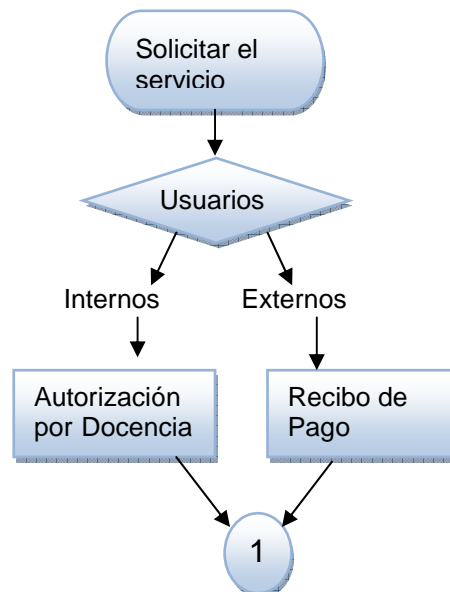 Solicitar el
servicio
Usuarios
Internos
Externos
Autorización
por Docencia
Recibo de
Pago
1